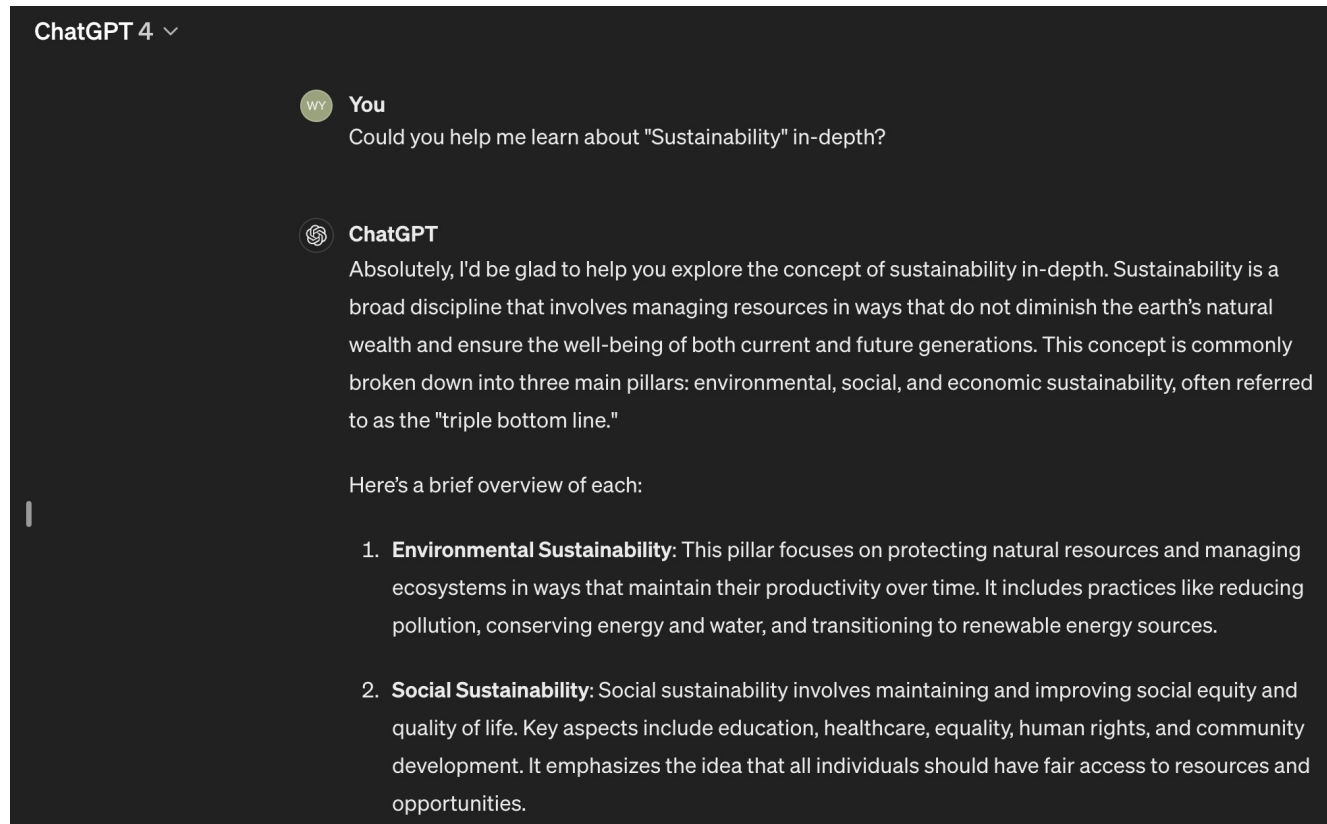 ChatGPT 4
WY
You
Could you help me learn about "Sustainability" in-depth?
ChatGPT
Absolutely, I'd be glad to help you explore the concept of sustainability in-depth. Sustainability is a
broad discipline that involves managing resources in ways that do not diminish the earth’s natural
wealth and ensure the well-being of both current and future generations. This concept is commonly
broken down into three main pillars: environmental, social, and economic sustainability, often referred
to as the "triple bottom line."
Here’s a brief overview of each:
1. Environmental Sustainability: This pillar focuses on protecting natural resources and managing
ecosystems in ways that maintain their productivity over time. It includes practices like reducing
pollution, conserving energy and water, and transitioning to renewable energy sources.
2. Social Sustainability: Social sustainability involves maintaining and improving social equity and
quality of life. Key aspects include education, healthcare, equality, human rights, and community
development. It emphasizes the idea that all individuals should have fair access to resources and
opportunities.